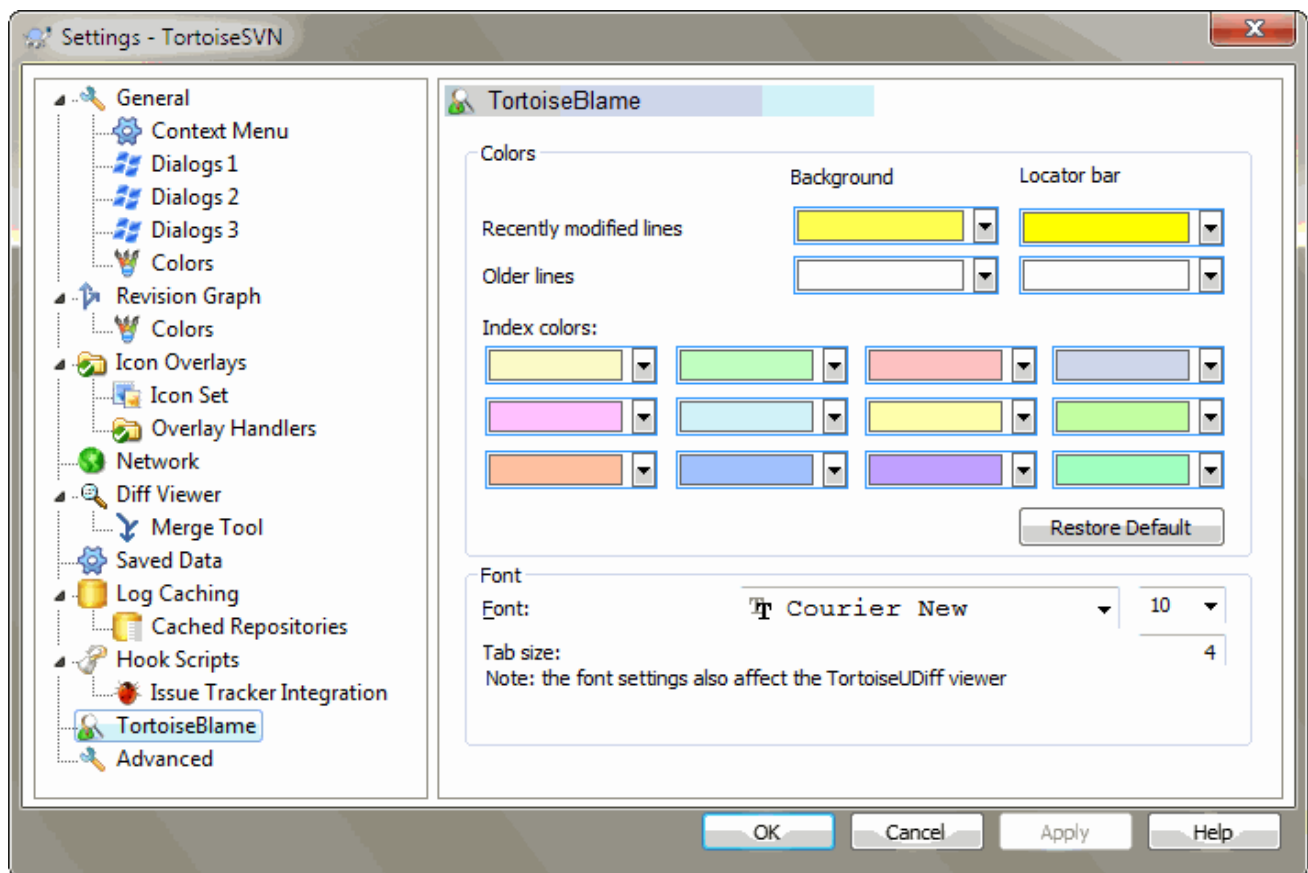 Settings - TortoiseSVN
General
Context Menu
Dialogs 1
Dialogs 2
Dialogs 3
Colors
Revision Graph
Colors
Icon Overlays
Icon Set
Overlay Handlers
Network
Diff Viewer
Merge Tool
Saved Data
Log Caching
Cached Repositories
Hook Scripts
Issue Tracker Integration
TortoiseBlame
Advanced
TortoiseBlame
Colors
Background Locator bar
Recently modified lines
Older lines
Index colors:
Restore Default
Font
Font: Courier New 10
Tab size: 4
Note: the font settings also affect the TortoiseUDiff viewer
OK Cancel Apply Help